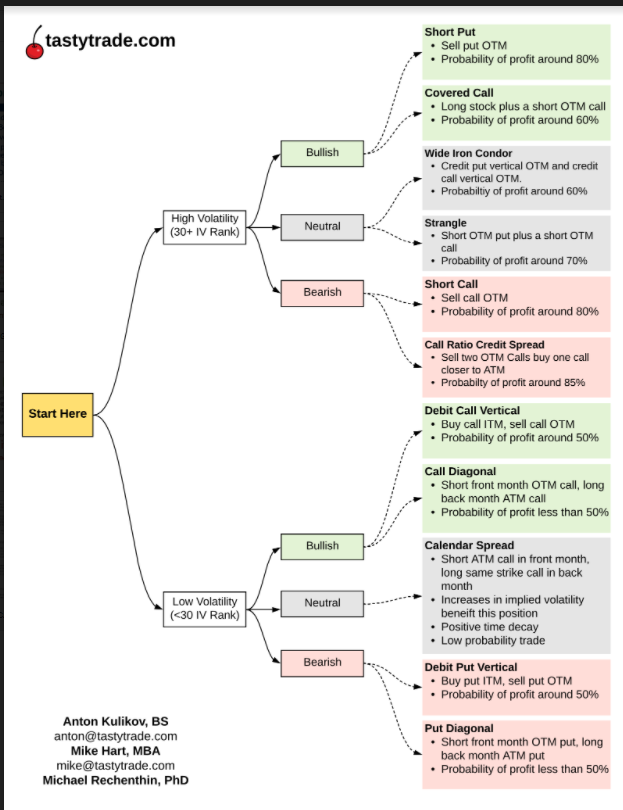 tastytrade.com
Start Here
High Volatility
(30+ IV Rank)
Bullish
Neutral
Bearish
Short Put
• Sell put OTM
• Probability of profit around 80%
Covered Call
• Long stock plus a short OTM call
• Probability of profit around 60%
Wide Iron Condor
• Credit put vertical OTM and credit
call vertical OTM.
• Probabiltiy of profit around 60%
Strangle
• Short OTM put plus a short OTM
call
• Probability of profit around 70%
Short Call
• Sell call OTM
• Probability of profit around 80%
Call Ratio Credit Spread
• Sell two OTM Calls buy one call
closer to ATM
• Probabilty of profit around 85%
Low Volatility
(<30 IV Rank)
Bullish
Neutral
Bearish
Debit Call Vertical
• Buy call ITM, sell call OTM
• Probability of profit around 50%
Call Diagonal
• Short front month OTM call, long
back month ATM call
• Probability of profit less than 50%
Calendar Spread
• Short ATM call in front month,
long same strike call in back
month
• Increases in implied volatility
beneift this position
• Positive time decay
• Low probability trade
Debit Put Vertical
• Buy put ITM, sell put OTM
• Probability of profit around 50%
Put Diagonal
• Short front month OTM put, long
back month ATM put
• Probability of profit less than 50%
Anton Kulikov, BS
anton@tastytrade.com
Mike Hart, MBA
mike@tastytrade.com
Michael Rechenthin, PhD